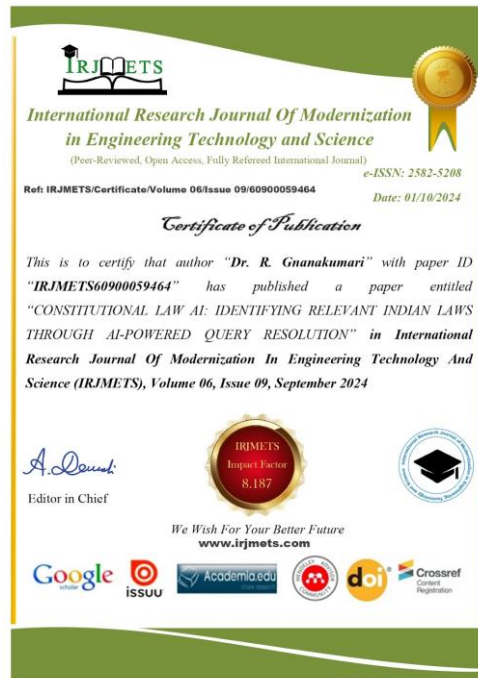 IRJMETS
International Research Journal Of Modernization
in Engineering Technology and Science
(Peer-Reviewed, Open Access, Fully Refereed International Journal)
e-ISSN: 2582-5208
Ref: IRJMETS/Certificate/Volume 06/Issue 09/60900059464
Date: 01/10/2024
Certificate of Publication
This is to certify that author "Dr. R. Gnanakumari" with paper ID
"IRJMETS60900059464" has published a paper entitled
"CONSTITUTIONAL LAW AI: IDENTIFYING RELEVANT INDIAN LAWS
THROUGH AI-POWERED QUERY RESOLUTION" in International
Research Journal Of Modernization In Engineering Technology And
Science (IRJMETS), Volume 06, Issue 09, September 2024
IRJMETS
Impact Factor
8.187
Editor in Chief
We Wish For Your Better Future
www.irjmets.com
Google
scholar
issuu
Academia.edu
MENDELEY ADVISOR
COMMUNITY
doi
Crossref
Content
Registration